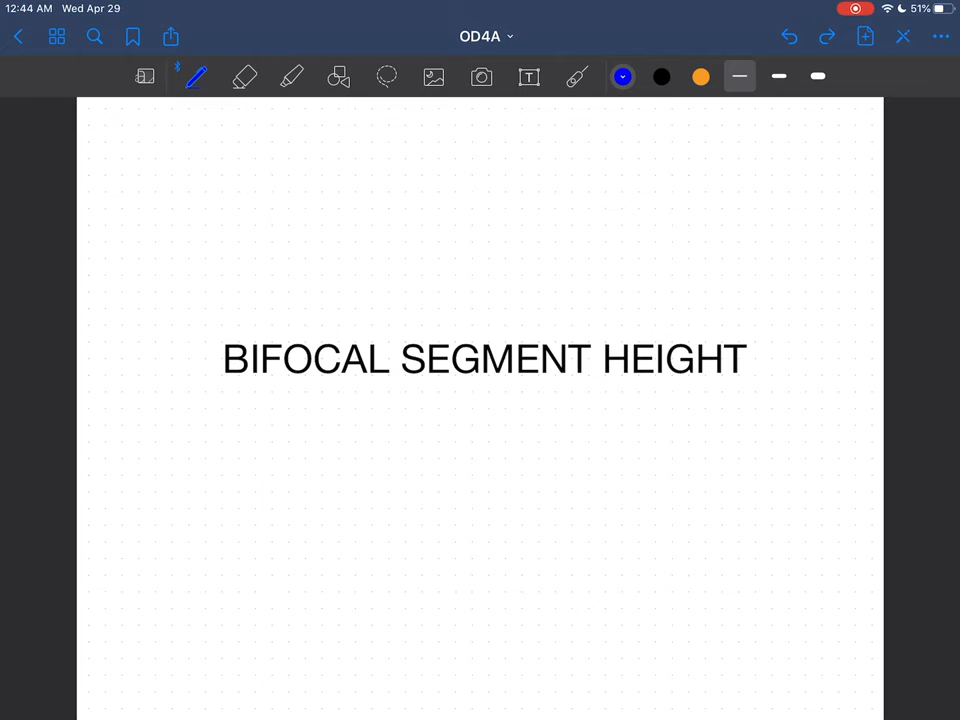 12:44 AM Wed Apr 29
51%
OD4A
T
BIFOCAL SEGMENT HEIGHT